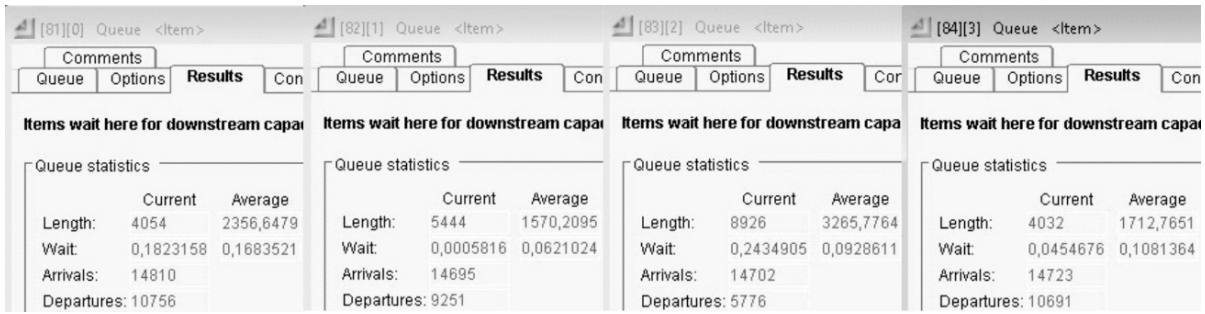 [81][0] Queue <Item>
Comments
Queue Options Results Con
Items wait here for downstream capac
Queue statistics
Current Average
Length: 4054 2356,6479
Wait: 0,1823158 0,1683521
Arrivals: 14810
Departures: 10756
[82][1] Queue <Item>
Comments
Queue Options Results Con
Items wait here for downstream capac
Queue statistics
Current Average
Length: 5444 1570,2095
Wait: 0,0005816 0,0621024
Arrivals: 14695
Departures: 9251
[83][2] Queue <Item>
Comments
Queue Options Results Cor
Items wait here for downstream capa
Queue statistics
Current Average
Length: 8926 3265,7764
Wait: 0,2434905 0,0928611
Arrivals: 14702
Departures: 5776
[84][3] Queue <Item>
Comments
Queue Options Results Con
Items wait here for downstream capac
Queue statistics
Current Average
Length: 4032 1712,7651
Wait: 0,0454676 0,1081364
Arrivals: 14723
Departures: 10691